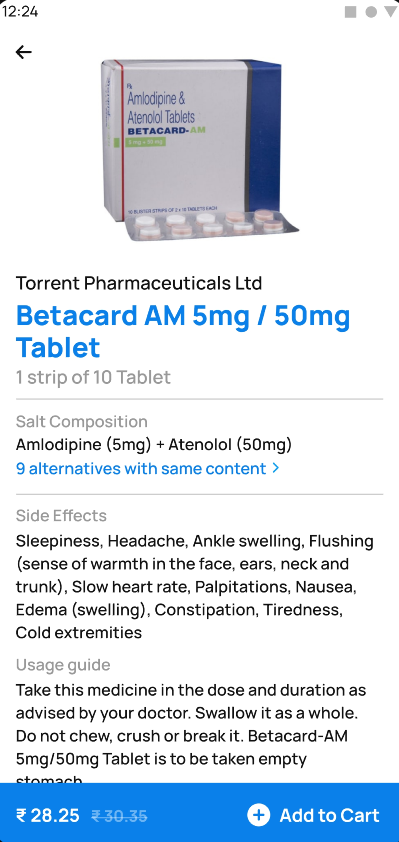 12:24
Rx
Amlodipine &
Atenolol Tablets
BETACARD-AM
5 mg + 50 mg
10 BLISTER STRIPS OF 2 x 10 TABLETS EACH
Torrent Pharmaceuticals Ltd
Betacard AM 5mg / 50mg
Tablet
1 strip of 10 Tablet
Salt Composition
Amlodipine (5mg) + Atenolol (50mg)
9 alternatives with same content >
Side Effects
Sleepiness, Headache, Ankle swelling, Flushing
(sense of warmth in the face, ears, neck and
trunk), Slow heart rate, Palpitations, Nausea,
Edema (swelling), Constipation, Tiredness,
Cold extremities
Usage guide
Take this medicine in the dose and duration as
advised by your doctor. Swallow it as a whole.
Do not chew, crush or break it. Betacard-AM
5mg/50mg Tablet is to be taken empty
stomach
₹ 28.25 ₹ 30.35 Add to Cart